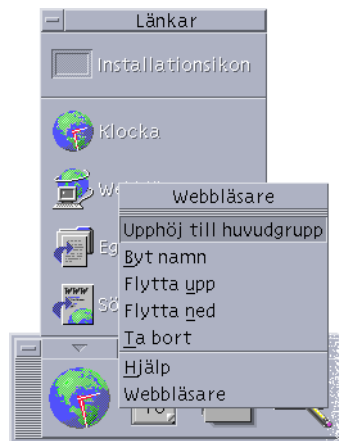 Länkar
Installationsikon
Klocka
Webbläsare
Upphöj till huvudgrupp
Byt namn
Flytta upp
Flytta ned
Ta bort
Hjälp
Webbläsare